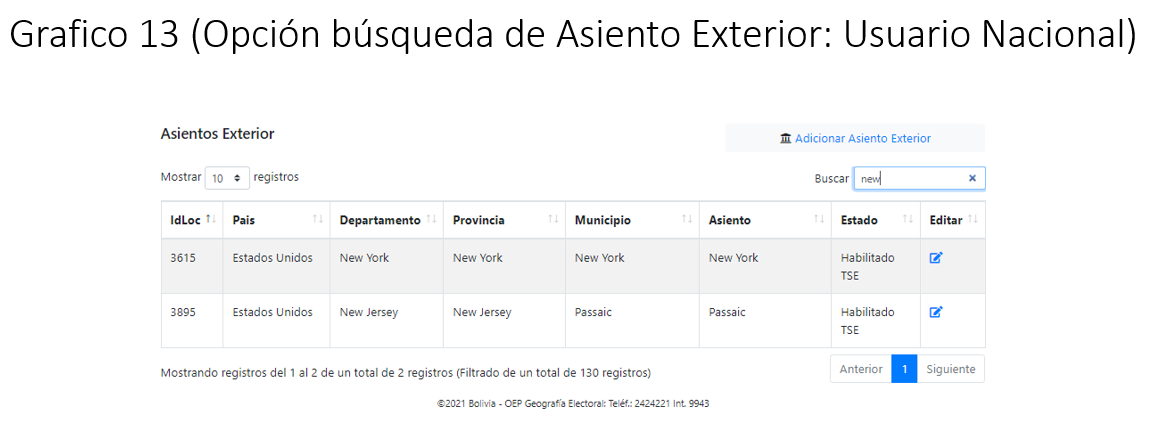 Grafico 13 (Opción búsqueda de Asiento Exterior: Usuario Nacional)
Asientos Exterior
Adicionar Asiento Exterior
Mostrar 10 registros
Buscar new
IdLoc Pais Departamento Provincia Municipio Asiento Estado Editar
3615 Estados Unidos New York New York New York New York Habilitado
TSE
3895 Estados Unidos New Jersey New Jersey Passaic Passaic Habilitado
TSE
Mostrando registros del 1 al 2 de un total de 2 registros (Filtrado de un total de 130 registros)
Anterior 1 Siguiente
©2021 Bolivia - OEP Geografía Electoral: Teléf.: 2424221 Int. 9943